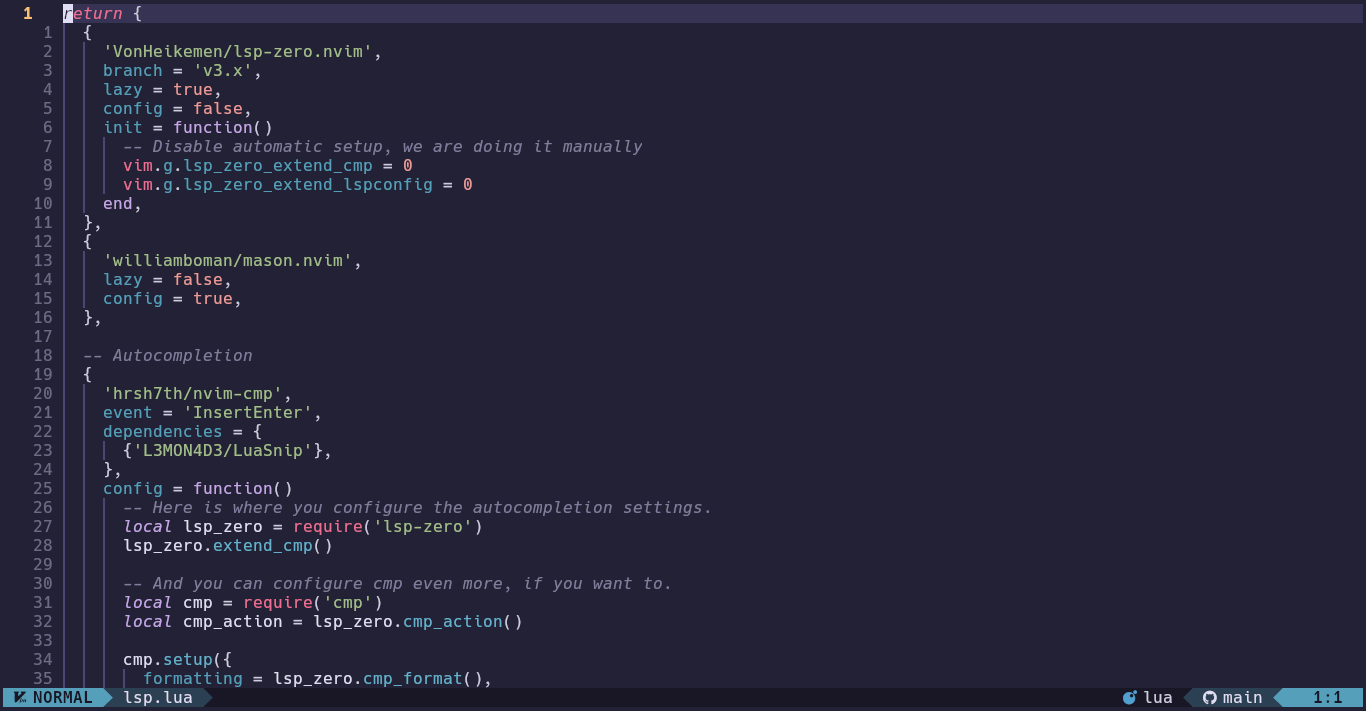 1 return {
1 {
2 'VonHeikemen/lsp-zero.nvim',
3 branch = 'v3.x',
4 lazy = true,
5 config = false,
6 init = function()
7 -- Disable automatic setup, we are doing it manually
8 vim.g.lsp_zero_extend_cmp = 0
9 vim.g.lsp_zero_extend_lspconfig = 0
10 end,
11 },
12 {
13 'williamboman/mason.nvim',
14 lazy = false,
15 config = true,
16 },
17
18 -- Autocompletion
19 {
20 'hrsh7th/nvim-cmp',
21 event = 'InsertEnter',
22 dependencies = {
23 {'L3MON4D3/LuaSnip'},
24 },
25 config = function()
26 -- Here is where you configure the autocompletion settings.
27 local lsp_zero = require('lsp-zero')
28 lsp_zero.extend_cmp()
29
30 -- And you can configure cmp even more, if you want to.
31 local cmp = require('cmp')
32 local cmp_action = lsp_zero.cmp_action()
33
34 cmp.setup({
35 formatting = lsp_zero.cmp_format(),
NORMAL lsp.lua lua main 1:1